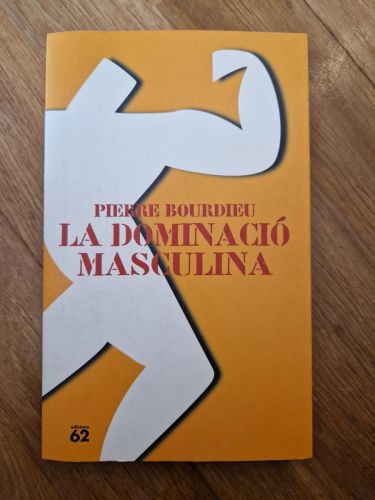 PIERRE BOURDIEU
LA DOMINACIÓ
MASCULINA
edicions
62